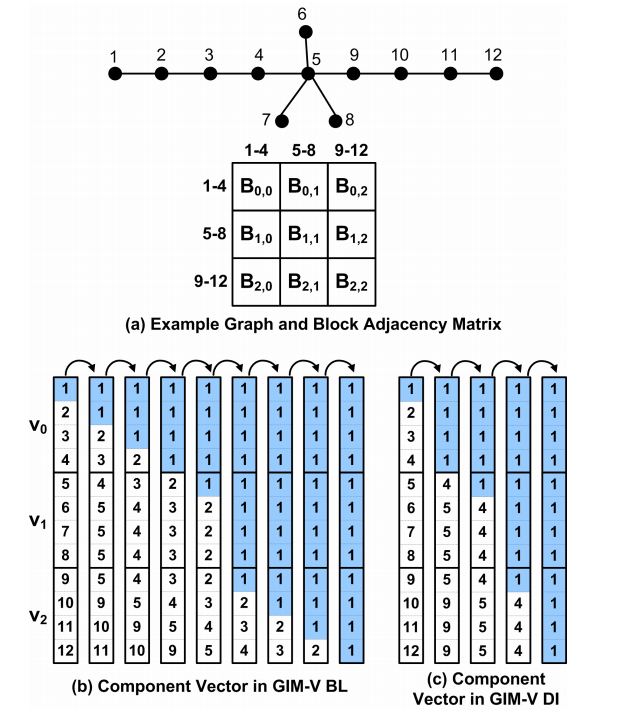 6
1 2 3 4 5 9 10 11 12
7 8
1-4 5-8 9-12
1-4 B0,0 B0,1 B0,2
5-8 B1,0 B1,1 B1,2
9-12 B2,0 B2,1 B2,2
(a) Example Graph and Block Adjacency Matrix
1 1 1 1 1 1 1 1 1 1 1 1 1 1
2 1 1 1 1 1 1 1 1 2 1 1 1 1
v0
3 2 1 1 1 1 1 1 1 3 1 1 1 1
4 3 2 1 1 1 1 1 1 4 1 1 1 1
5 4 3 2 1 1 1 1 1 5 4 1 1 1
6 5 4 3 2 1 1 1 1 6 5 4 1 1
v1
7 5 4 3 2 1 1 1 1 7 5 4 1 1
8 5 4 3 2 1 1 1 1 8 5 4 1 1
9 5 4 3 2 1 1 1 1 9 5 4 1 1
10 9 5 4 3 2 1 1 1 10 9 5 4 1
v2
11 10 9 5 4 3 2 1 1 11 9 5 4 1
12 11 10 9 5 4 3 2 1 12 9 5 4 1
(b) Component Vector in GIM-V BL
(c) Component
Vector in GIM-V DI